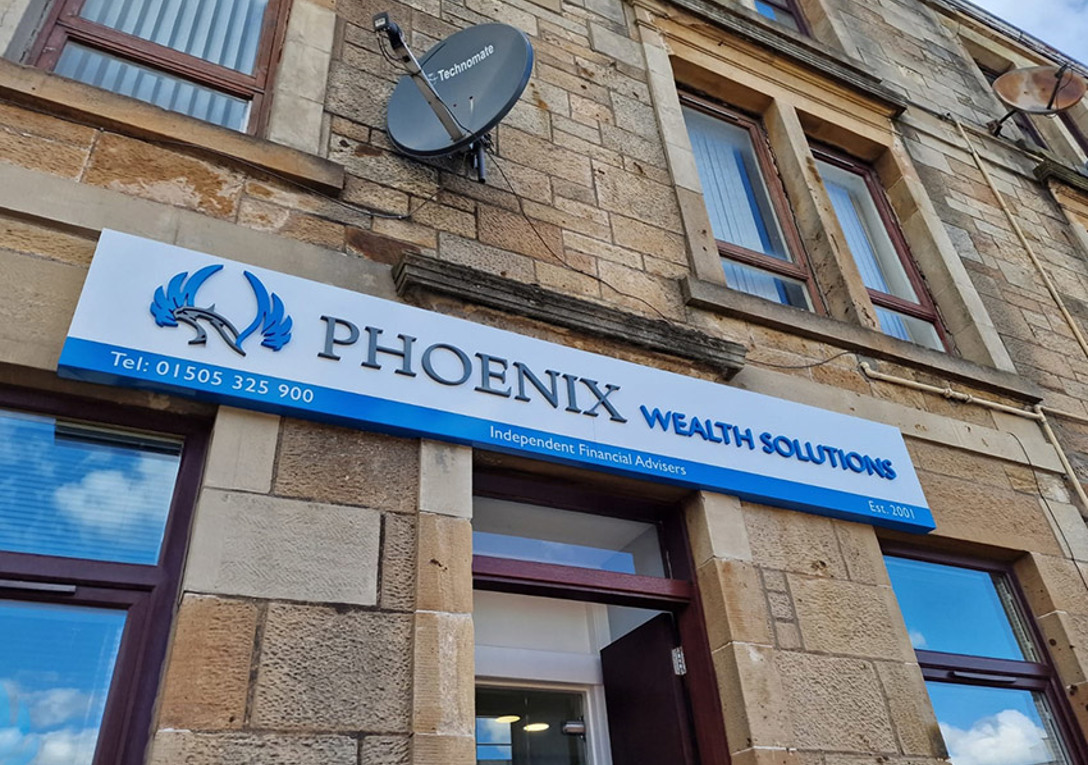 Technomate
PHOENIX WEALTH SOLUTIONS
Tel: 01505 325 900
Independent Financial Advisers
Est. 2001